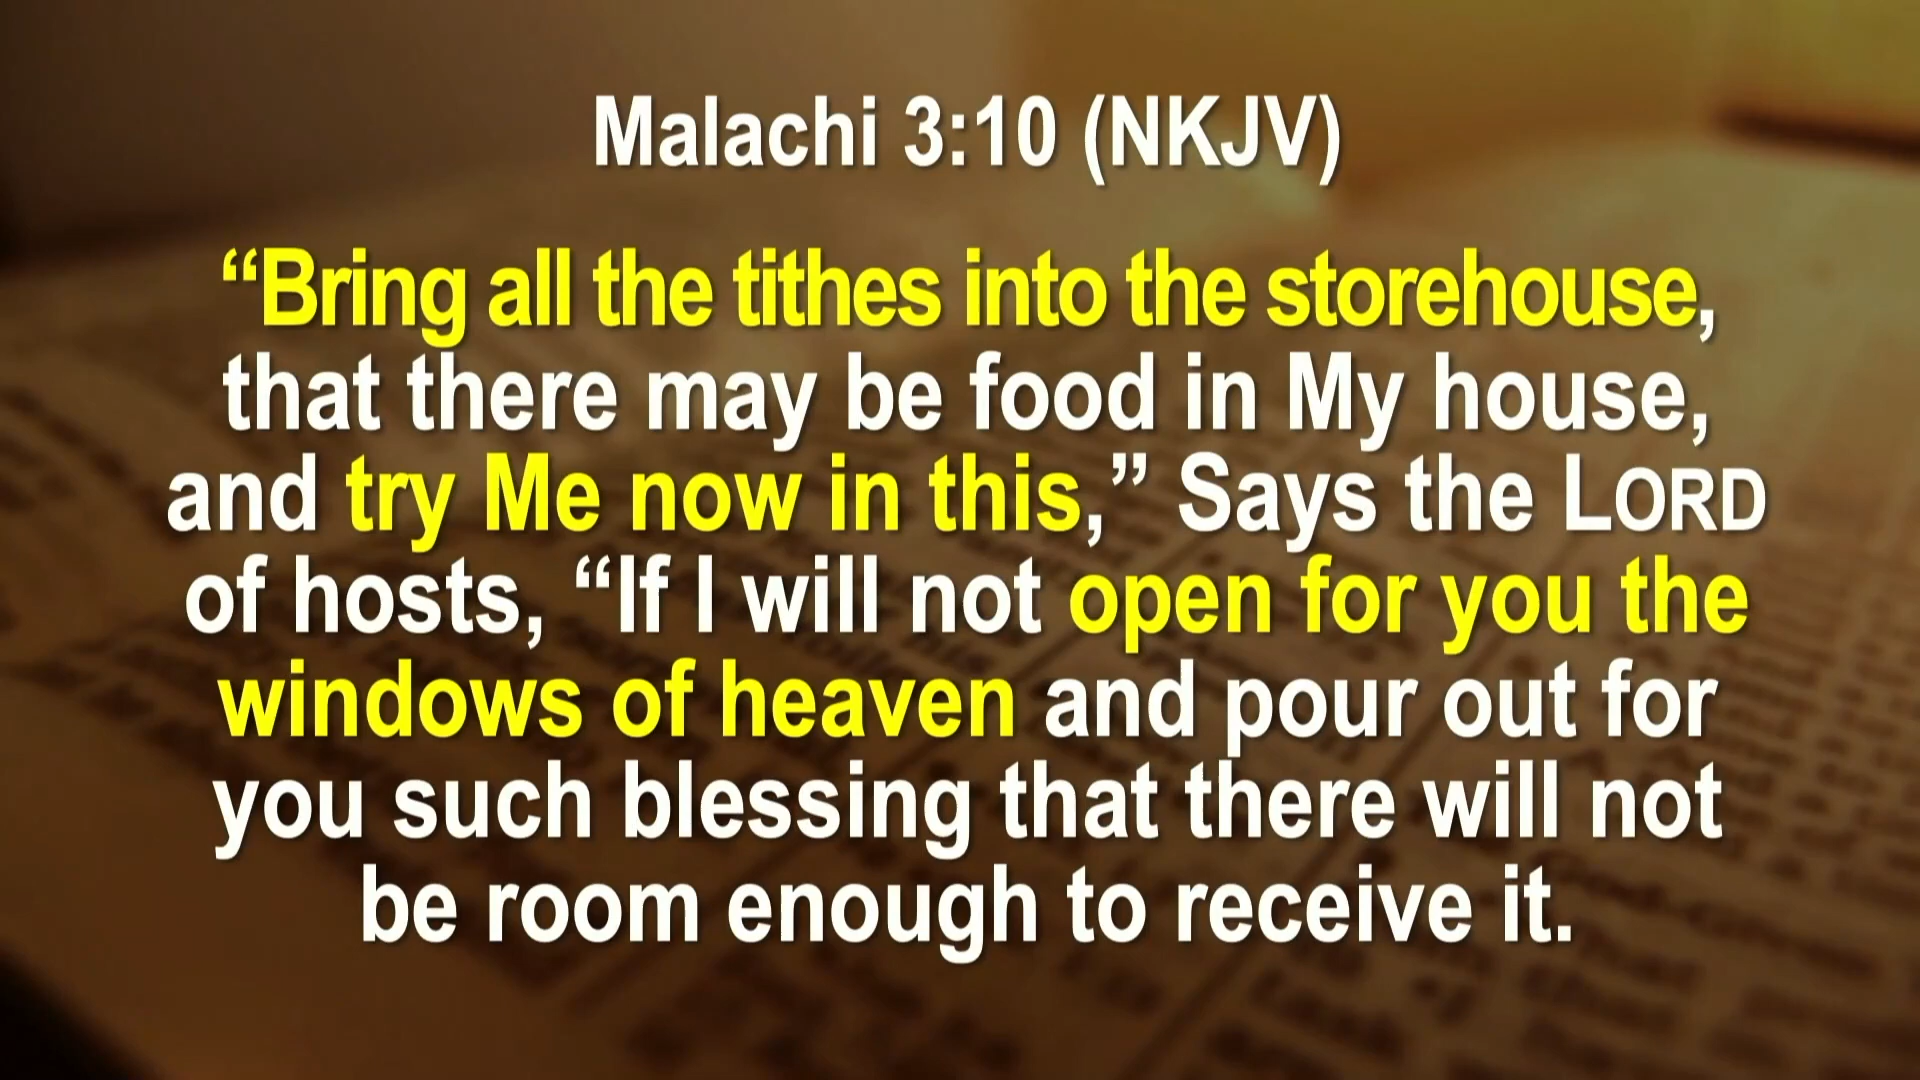 Malachi 3:10 (NKJV)
“Bring all the tithes into the storehouse,
that there may be food in My house,
and try Me now in this,” Says the LORD
of hosts, “If I will not open for you the
windows of heaven and pour out for
you such blessing that there will not
be room enough to receive it.